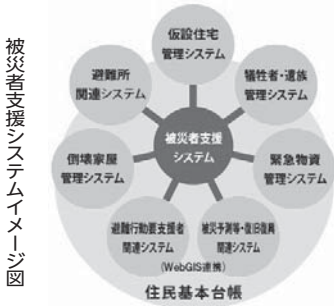 被災者支援システムイメージ図
仮設住宅
管理システム
避難所
関連システム
犠牲者・遺族
管理システム
被災者支援
システム
倒壊家屋
管理システム
緊急物資
管理システム
避難行動要支援者
関連システム
被災予測等・復旧復興
関連システム
(WebGIS連携)
住民基本台帳